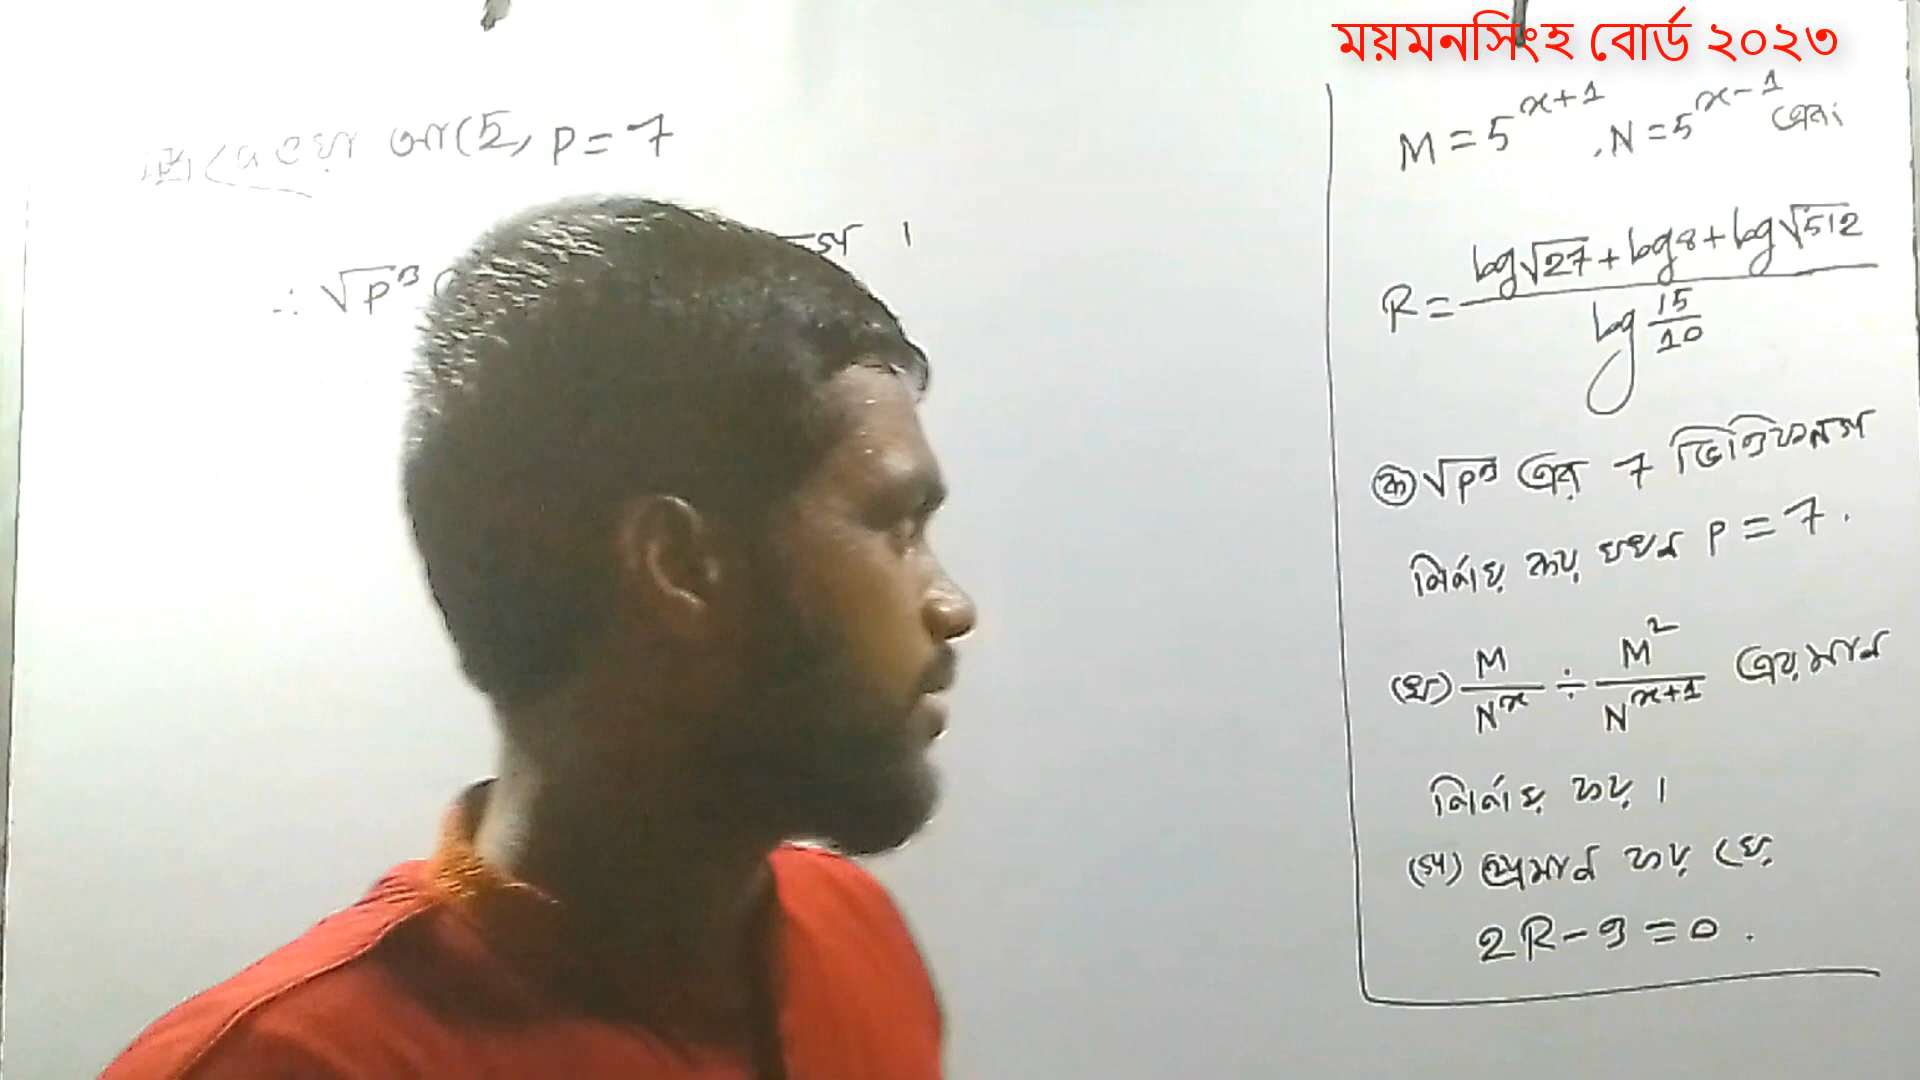 ময়মনসিংহ বোর্ড ২০২৩
দেওয়া আছে, P = 7
∴ √P³
M = 5^(x+1), N = 5^(x-1) এবং
R = (log√27 + log8 + log√512) / (log 15/10)
(ক) √P³ এর 7 ভিত্তিক লগ
নির্ণয় কর যখন P = 7.
(খ) M/N^x ÷ M²/N^(x+1) এর মান
নির্ণয় কর।
(গ) প্রমাণ কর যে
2R - 9 = 0.